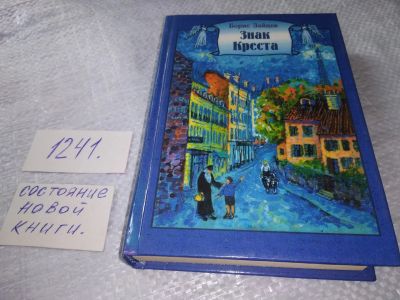 Борис Зайцев
Знак
Креста
1241.
состояние
новой
книги.